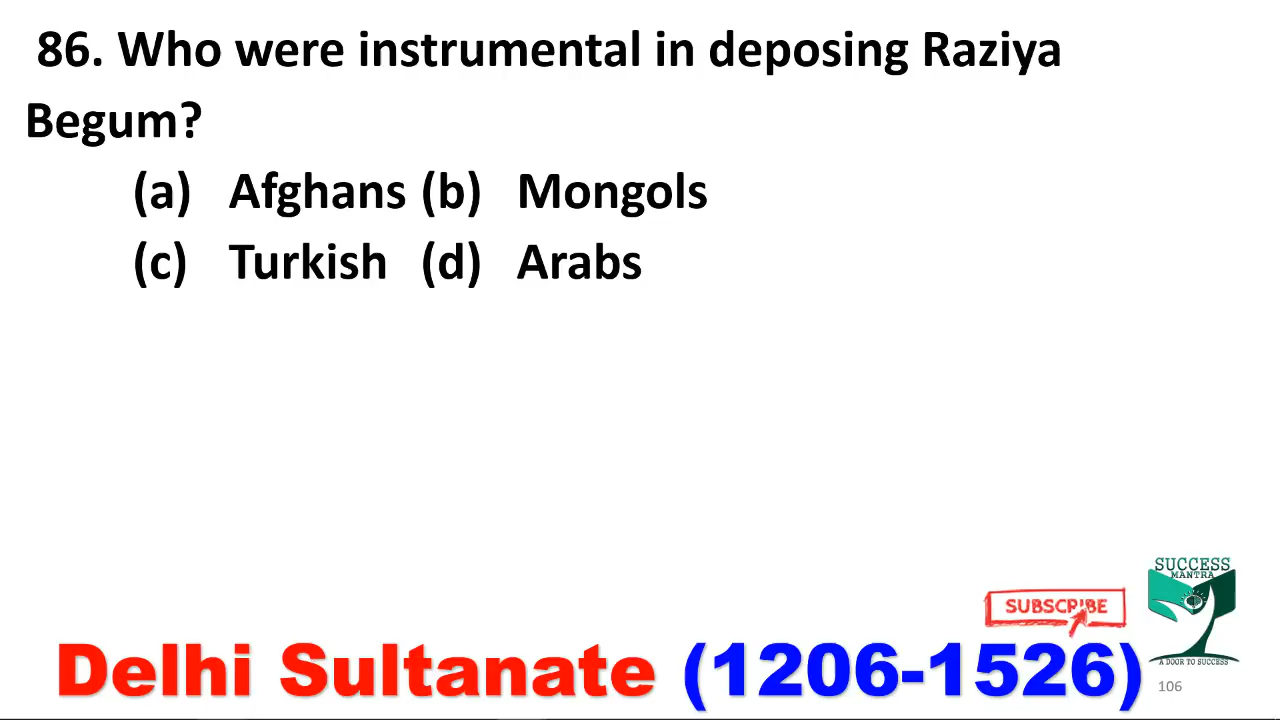 86. Who were instrumental in deposing Raziya
Begum?
(a) Afghans (b) Mongols
(c) Turkish (d) Arabs
SUCCESS
MANTRA
SUBSCRIBE
A DOOR TO SUCCESS
Delhi Sultanate (1206-1526)
106